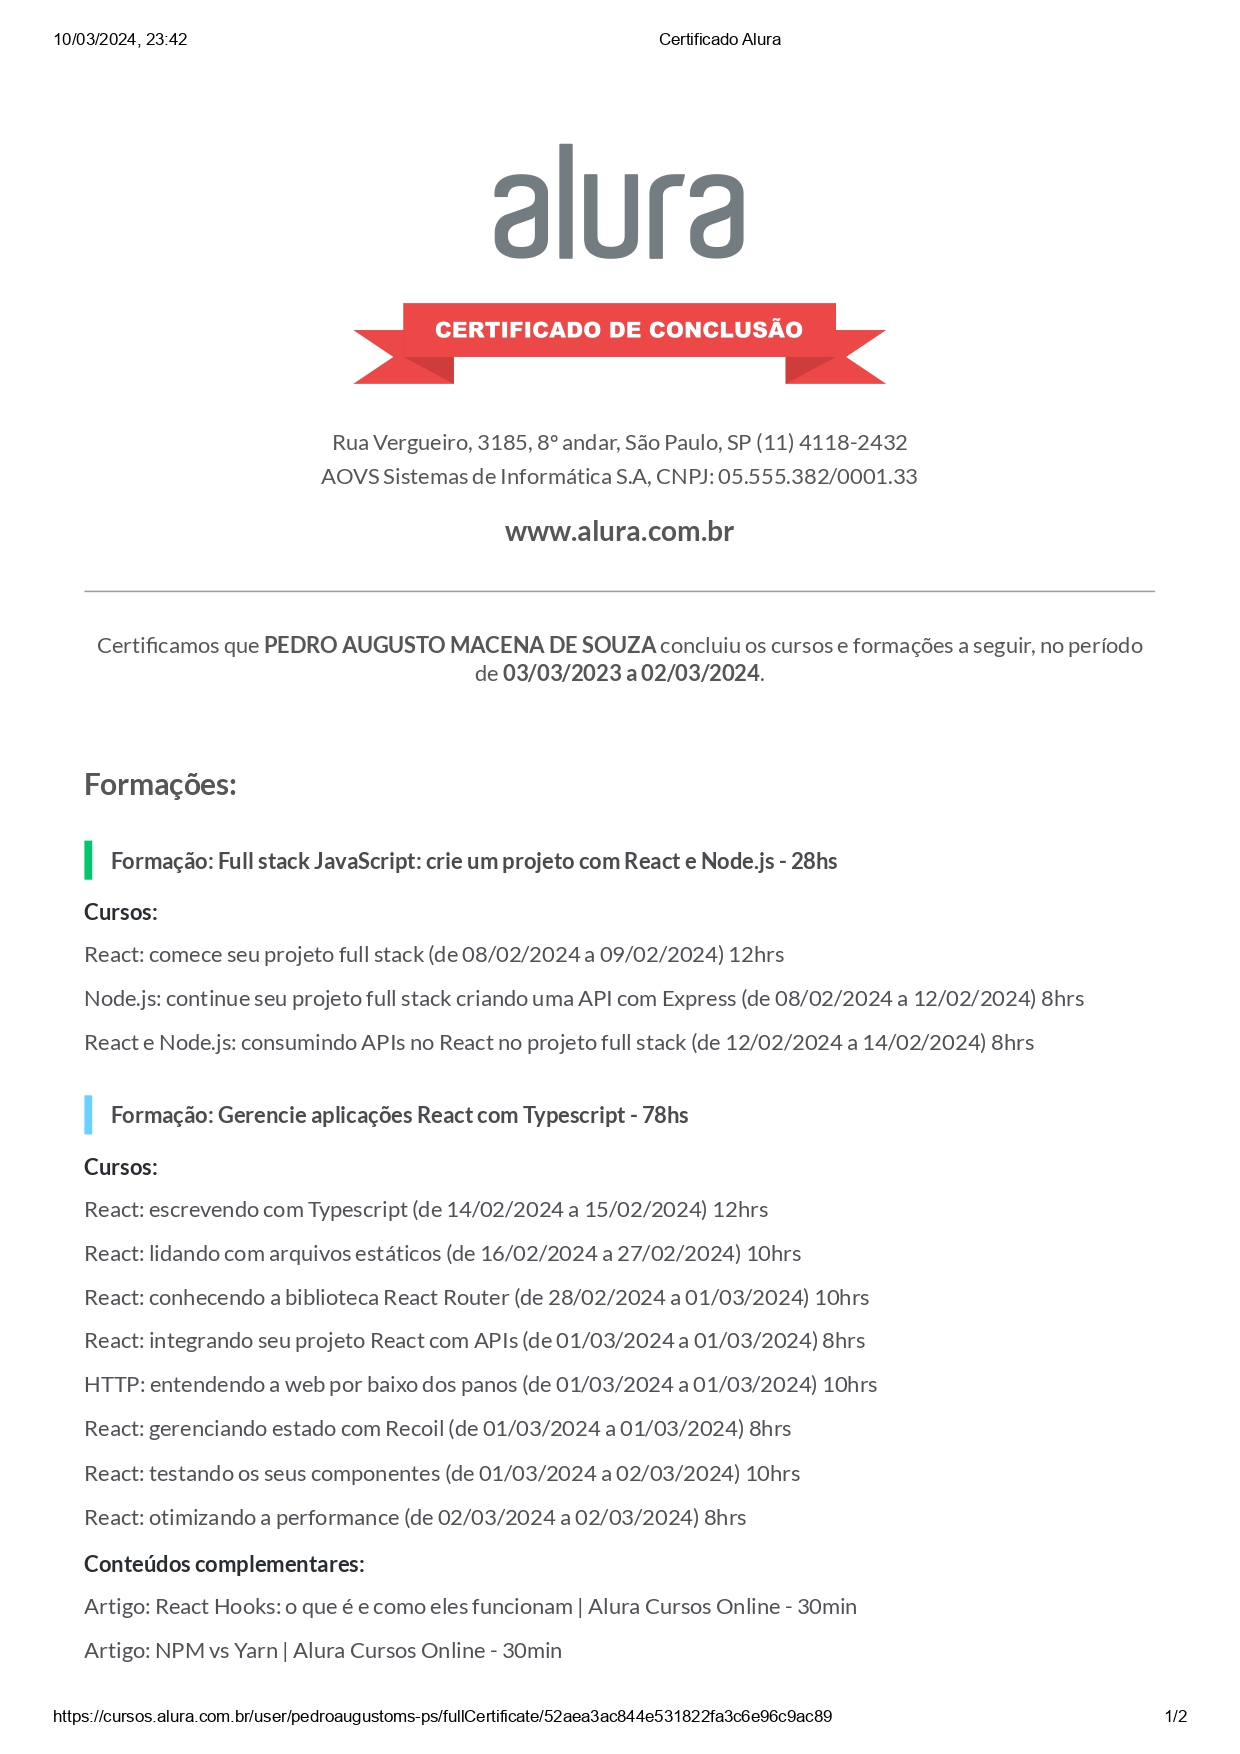 10/03/2024, 23:42
Certificado Alura
alura
CERTIFICADO DE CONCLUSÃO
Rua Vergueiro, 3185, 8º andar, São Paulo, SP (11) 4118-2432
AOVS Sistemas de Informática S.A, CNPJ: 05.555.382/0001.33
www.alura.com.br
Certificamos que PEDRO AUGUSTO MACENA DE SOUZA concluiu os cursos e formações a seguir, no período
de 03/03/2023 a 02/03/2024.
Formações:
Formação: Full stack JavaScript: crie um projeto com React e Node.js - 28hs
Cursos:
React: comece seu projeto full stack (de 08/02/2024 a 09/02/2024) 12hrs
Node.js: continue seu projeto full stack criando uma API com Express (de 08/02/2024 a 12/02/2024) 8hrs
React e Node.js: consumindo APIs no React no projeto full stack (de 12/02/2024 a 14/02/2024) 8hrs
Formação: Gerencie aplicações React com Typescript - 78hs
Cursos:
React: escrevendo com Typescript (de 14/02/2024 a 15/02/2024) 12hrs
React: lidando com arquivos estáticos (de 16/02/2024 a 27/02/2024) 10hrs
React: conhecendo a biblioteca React Router (de 28/02/2024 a 01/03/2024) 10hrs
React: integrando seu projeto React com APIs (de 01/03/2024 a 01/03/2024) 8hrs
HTTP: entendendo a web por baixo dos panos (de 01/03/2024 a 01/03/2024) 10hrs
React: gerenciando estado com Recoil (de 01/03/2024 a 01/03/2024) 8hrs
React: testando os seus componentes (de 01/03/2024 a 02/03/2024) 10hrs
React: otimizando a performance (de 02/03/2024 a 02/03/2024) 8hrs
Conteúdos complementares:
Artigo: React Hooks: o que é e como eles funcionam | Alura Cursos Online - 30min
Artigo: NPM vs Yarn | Alura Cursos Online - 30min
https://cursos.alura.com.br/user/pedroaugustoms-ps/fullCertificate/52aea3ac844e531822fa3c6e96c9ac89
1/2